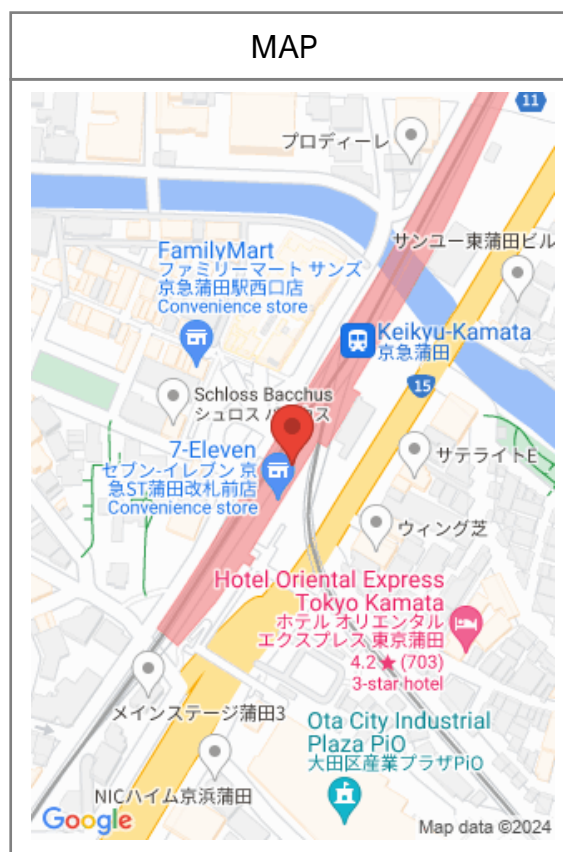 MAP
11
プロディーレ
サンユー東蒲田ビル
FamilyMart
ファミリーマート サンズ
京急蒲田駅西口店
Convenience store
Keikyu-Kamata
京急蒲田
15
Schloss Bacchus
シュロス
7-Eleven
セブン-イレブン 京
急ST蒲田改札前店
Convenience store
サテライトE
ウィング芝
Hotel Oriental Express
Tokyo Kamata
ホテル オリエンタル
エクスプレス 東京蒲田
4.2★(703)
3-star hotel
メインステージ蒲田3
Ota City Industrial
Plaza PiO
大田区産業プラザPiO
NICハイム京浜蒲田
Google
Map data ©2024